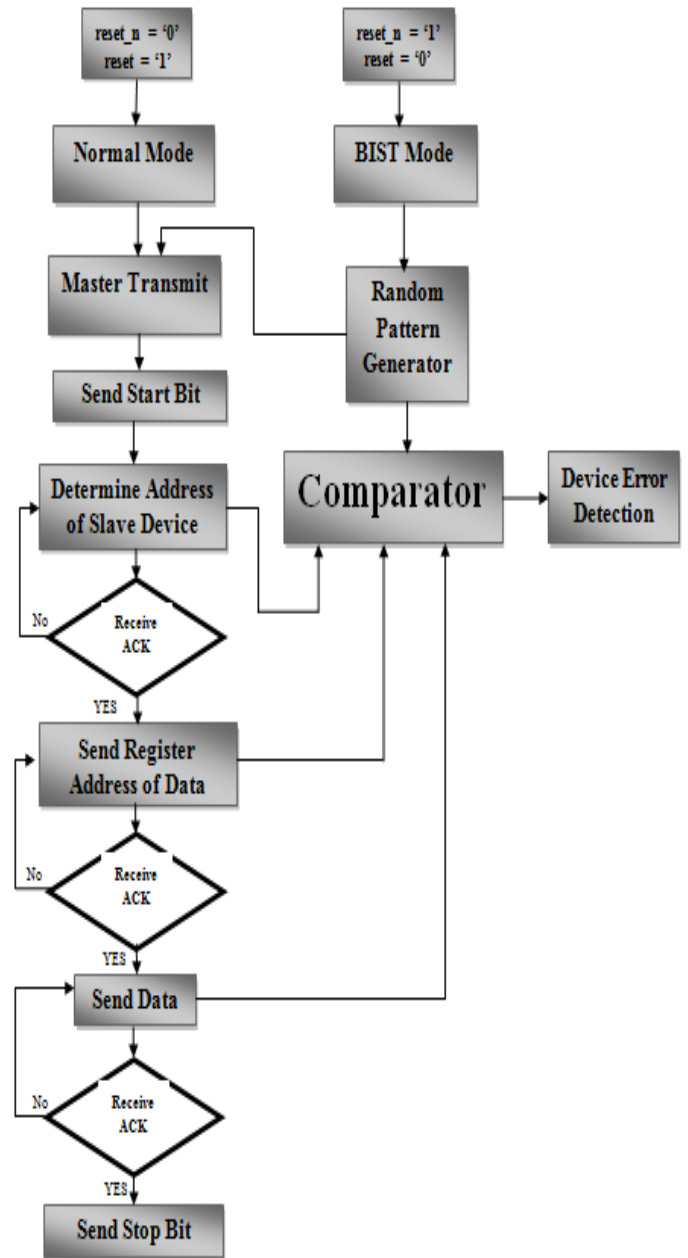 reset_n = ‘0’
reset = ‘1’
reset_n = ‘1’
reset = ‘0’
Normal Mode
BIST Mode
Master Transmit
Random
Pattern
Generator
Send Start Bit
Determine Address
of Slave Device
Comparator
Device Error
Detection
No
Receive
ACK
YES
Send Register
Address of Data
No
Receive
ACK
YES
Send Data
No
Receive
ACK
YES
Send Stop Bit